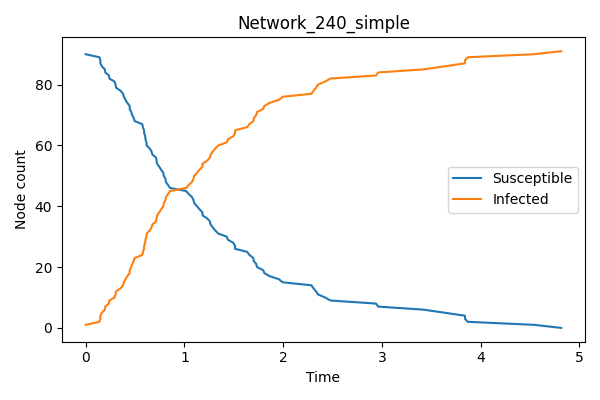 Network_240_simple
Node count
80
60
40
20
0
Susceptible
Infected
0 1 2 3 4 5
Time